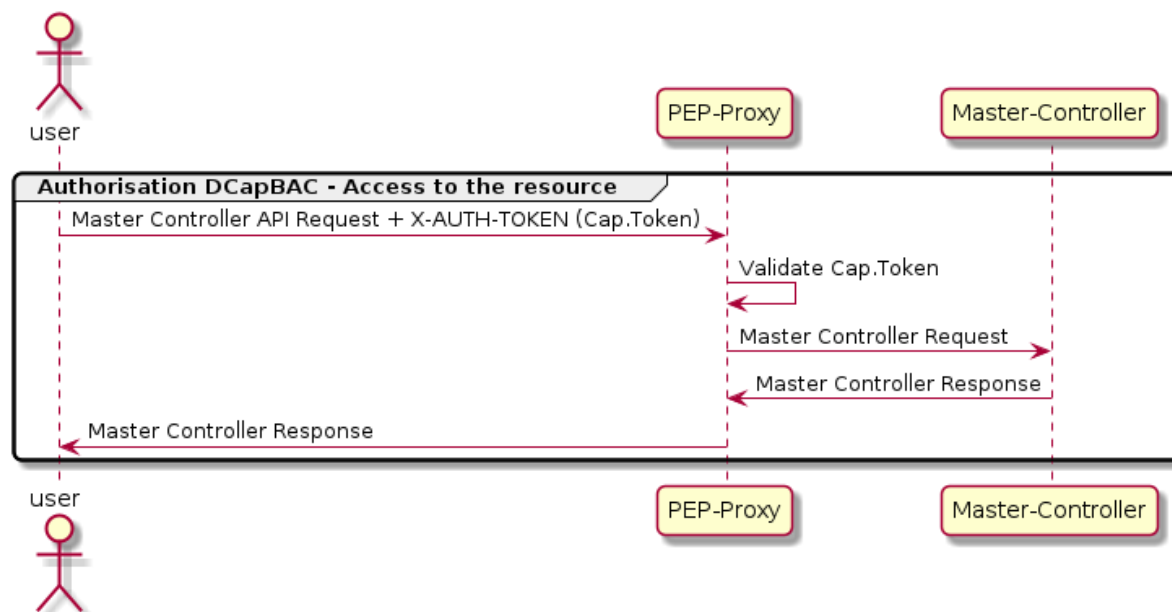 user
PEP-Proxy
Master-Controller
Authorisation DCapBAC - Access to the resource
Master Controller API Request + X-AUTH-TOKEN (Cap.Token)
Validate Cap.Token
Master Controller Request
Master Controller Response
Master Controller Response
user
PEP-Proxy
Master-Controller